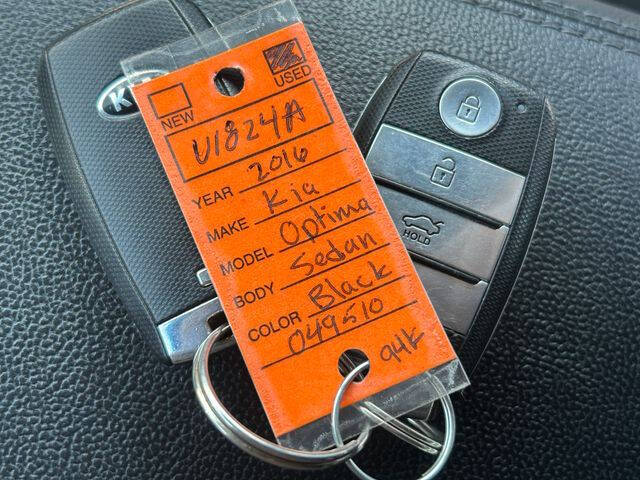 NEW
USED
U1824A
YEAR 2016
MAKE Kia
MODEL Optima
BODY Sedan
COLOR Black
049510
94K
HOLD